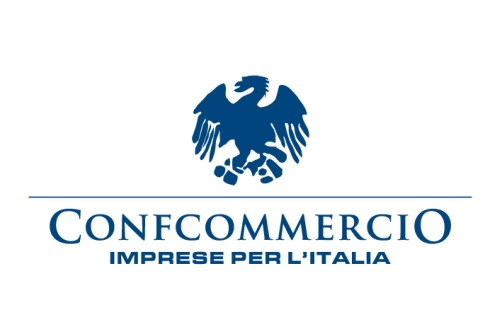 CONFCOMMERCIO
IMPRESE PER L'ITALIA